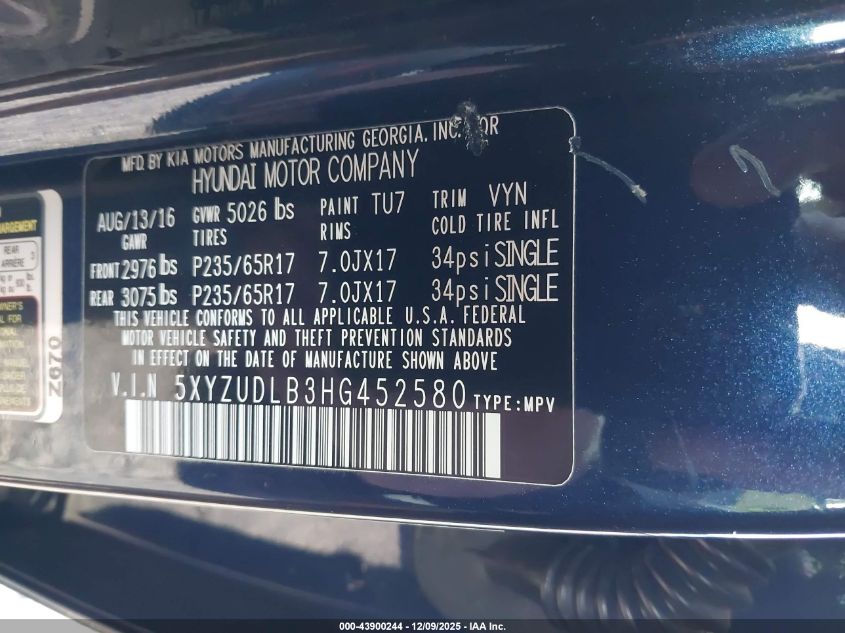 MFD. BY KIA MOTORS MANUFACTURING GEORGIA, INC. FOR
HYUNDAI MOTOR COMPANY
AUG/13/16 GVWR 5026 lbs PAINT TU7 TRIM VYN
GAWR TIRES RIMS COLD TIRE INFL
FRONT 2976 lbs P235/65R17 7.0JX17 34psi SINGLE
REAR 3075 lbs P235/65R17 7.0JX17 34psi SINGLE
THIS VEHICLE CONFORMS TO ALL APPLICABLE U.S.A. FEDERAL
MOTOR VEHICLE SAFETY AND THEFT PREVENTION STANDARDS
IN EFFECT ON THE DATE OF MANUFACTURE SHOWN ABOVE
V.I.N 5XYZUDLB3HG452580 TYPE:MPV
REAR
ARRIÈRE 3
Z670
000-43900244 - 12/09/2025 - IAA Inc.